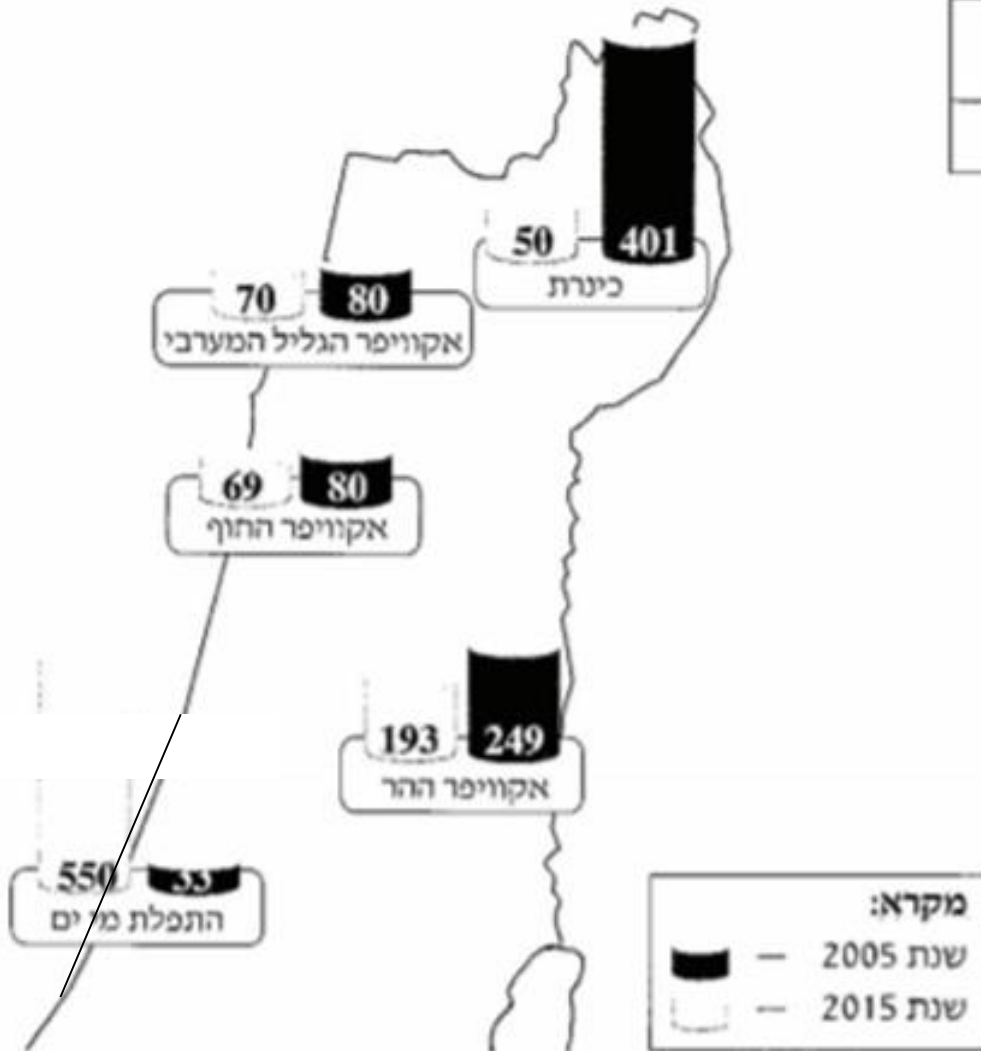 50 401
כינרת
70 80
אקוויפר הגליל המערבי
69 80
אקוויפר החוף
193 249
אקוויפר ההר
550 33
התפלת מי ים
מקרא:
שנת 2005 –
שנת 2015 –